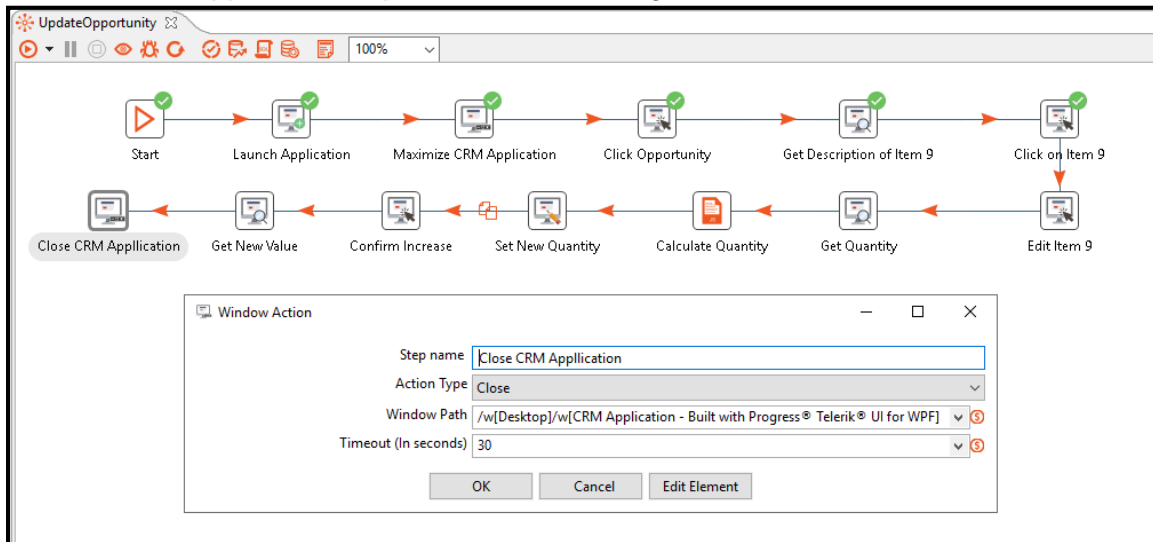 UpdateOpportunity
100%
Start
Launch Application
Maximize CRM Application
Click Opportunity
Get Description of Item 9
Click on Item 9
Close CRM Appllication
Get New Value
Confirm Increase
Set New Quantity
Calculate Quantity
Get Quantity
Edit Item 9
Window Action
Step name Close CRM Appllication
Action Type Close
Window Path /w[Desktop]/w[CRM Application - Built with Progress® Telerik® UI for WPF]
Timeout (In seconds) 30
OK Cancel Edit Element